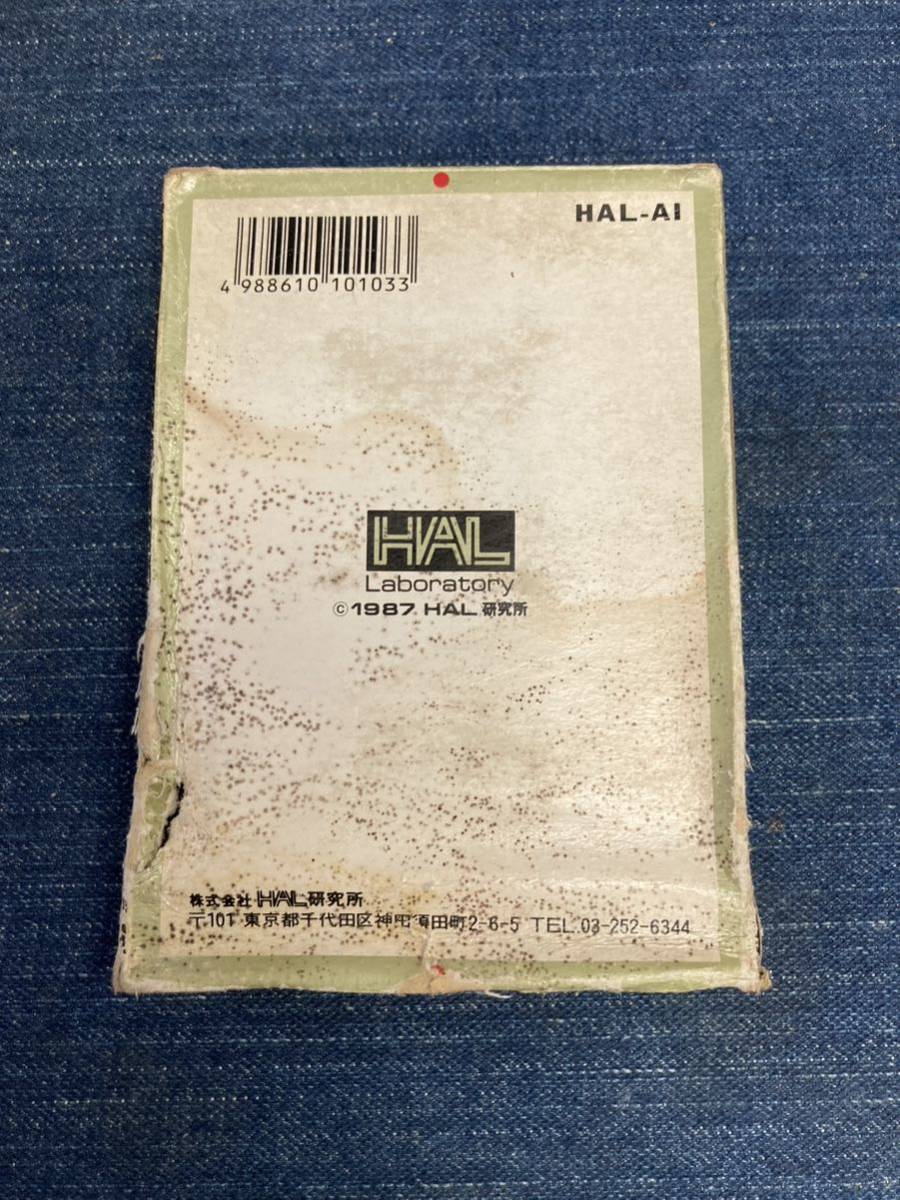 HAL-AI
4 988610 101033
HAL
Laboratory
© 1987 HAL 研究所
株式会社 HAL研究所
〒101 東京都千代田区神田須田町2-6-5 TEL.03-252-6344